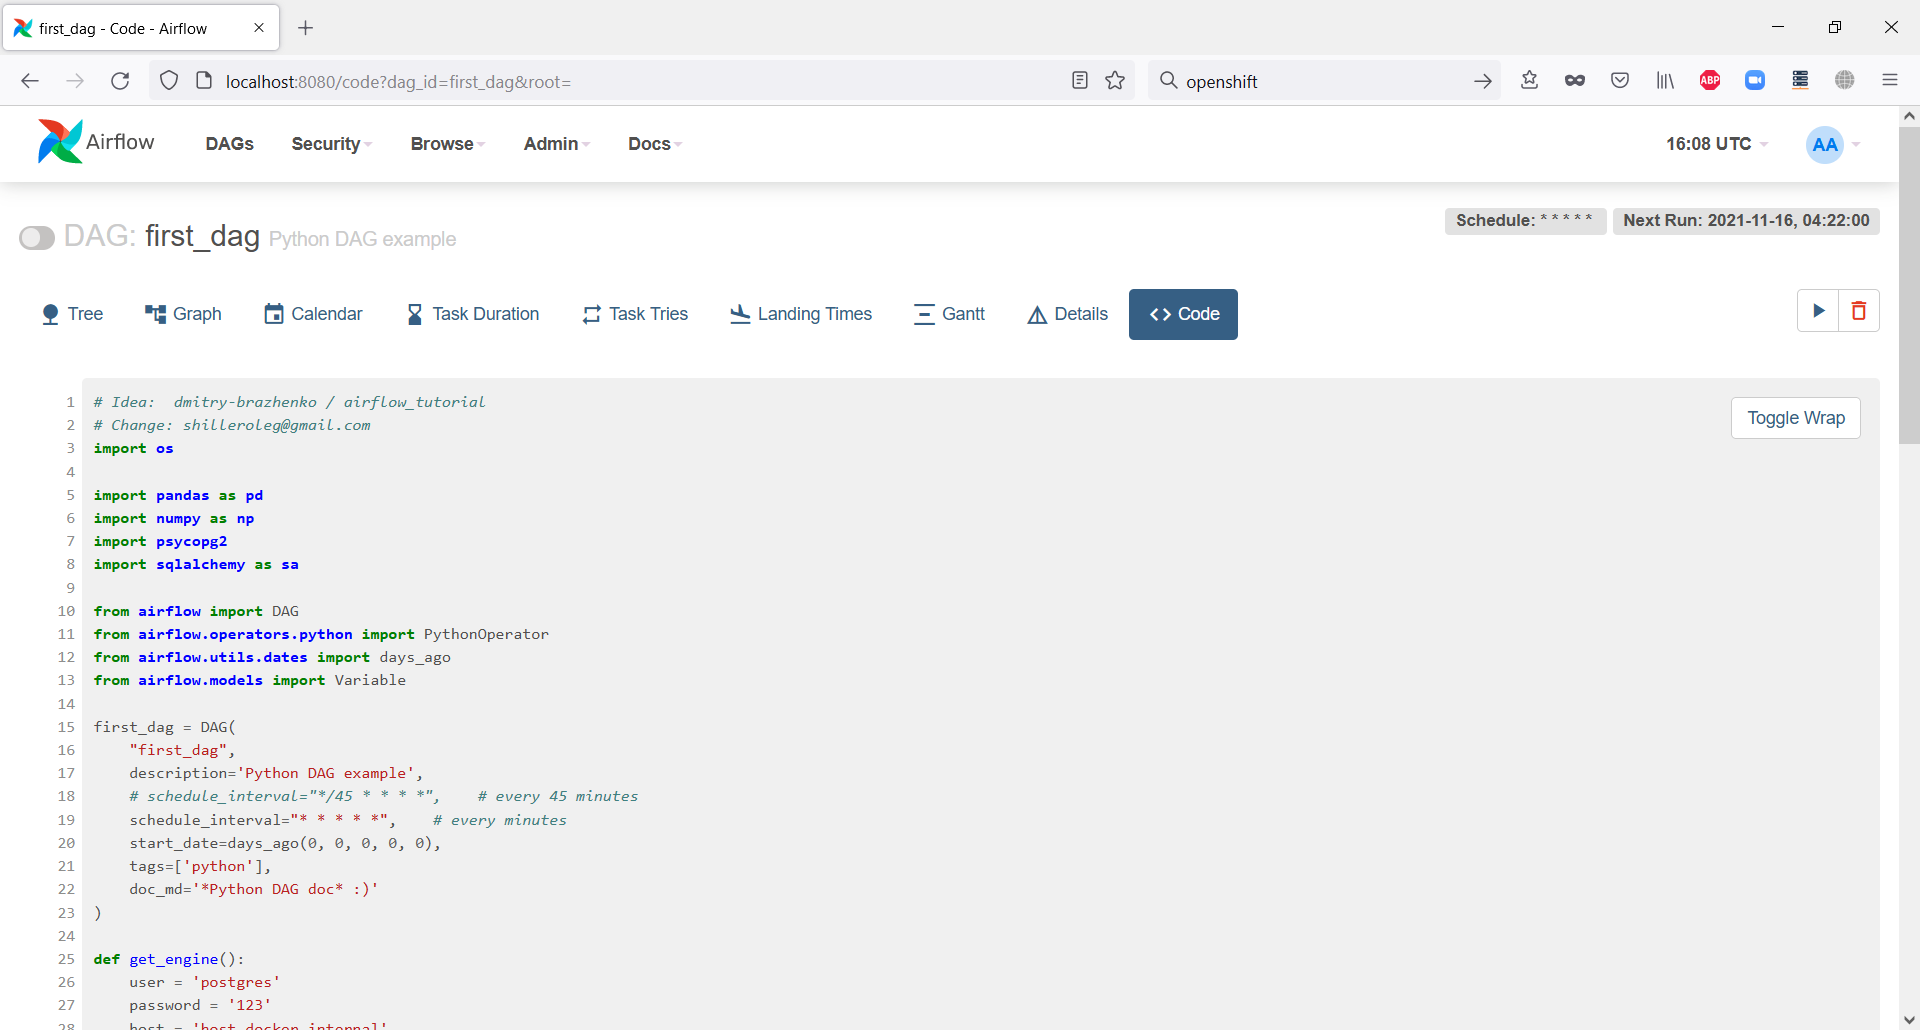 first_dag - Code - Airflow
localhost:8080/code?dag_id=first_dag&root=
openshift
ABP
Airflow
DAGs
Security
Browse
Admin
Docs
16:08 UTC
AA
DAG: first_dag Python DAG example
Schedule: * * * * *
Next Run: 2021-11-16, 04:22:00
Tree
Graph
Calendar
Task Duration
Task Tries
Landing Times
Gantt
Details
Code
Toggle Wrap
1 # Idea:  dmitry-brazhenko / airflow_tutorial
2 # Change: shilleroleg@gmail.com
3 import os
4
5 import pandas as pd
6 import numpy as np
7 import psycopg2
8 import sqlalchemy as sa
9
10 from airflow import DAG
11 from airflow.operators.python import PythonOperator
12 from airflow.utils.dates import days_ago
13 from airflow.models import Variable
14
15 first_dag = DAG(
16     "first_dag",
17     description='Python DAG example',
18     # schedule_interval="*/45 * * * *",    # every 45 minutes
19     schedule_interval="* * * * *",    # every minutes
20     start_date=days_ago(0, 0, 0, 0, 0),
21     tags=['python'],
22     doc_md='*Python DAG doc* :)'
23 )
24
25 def get_engine():
26     user = 'postgres'
27     password = '123'
28     host = 'host.docker.internal'